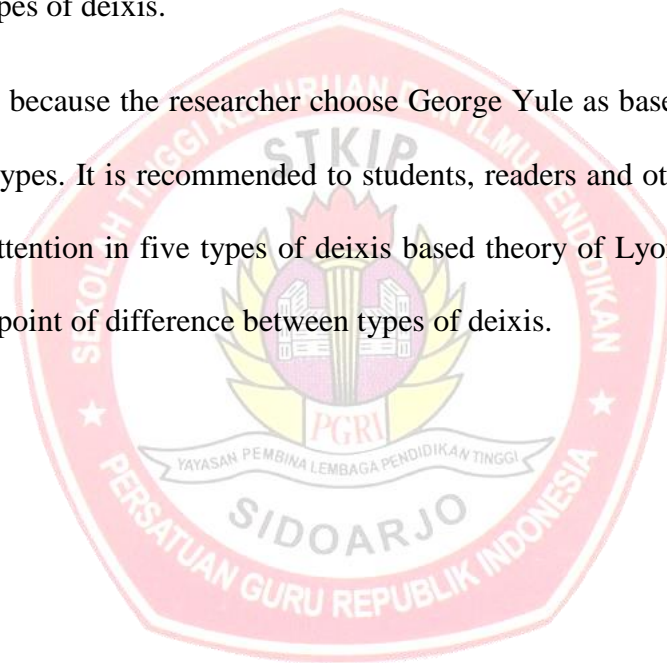 pes of deixis.
because the researcher choose George Yule as base
ypes. It is recommended to students, readers and ot
ttention in five types of deixis based theory of Lyo
point of difference between types of deixis.
SEKOLAH TINGGI KEGURUAN DAN ILMU PENDIDIKAN
STKIP
PGRI
YAYASAN PEMBINA LEMBAGA PENDIDIKAN TINGGI
SIDOARJO
PERSATUAN GURU REPUBLIK INDONESIA